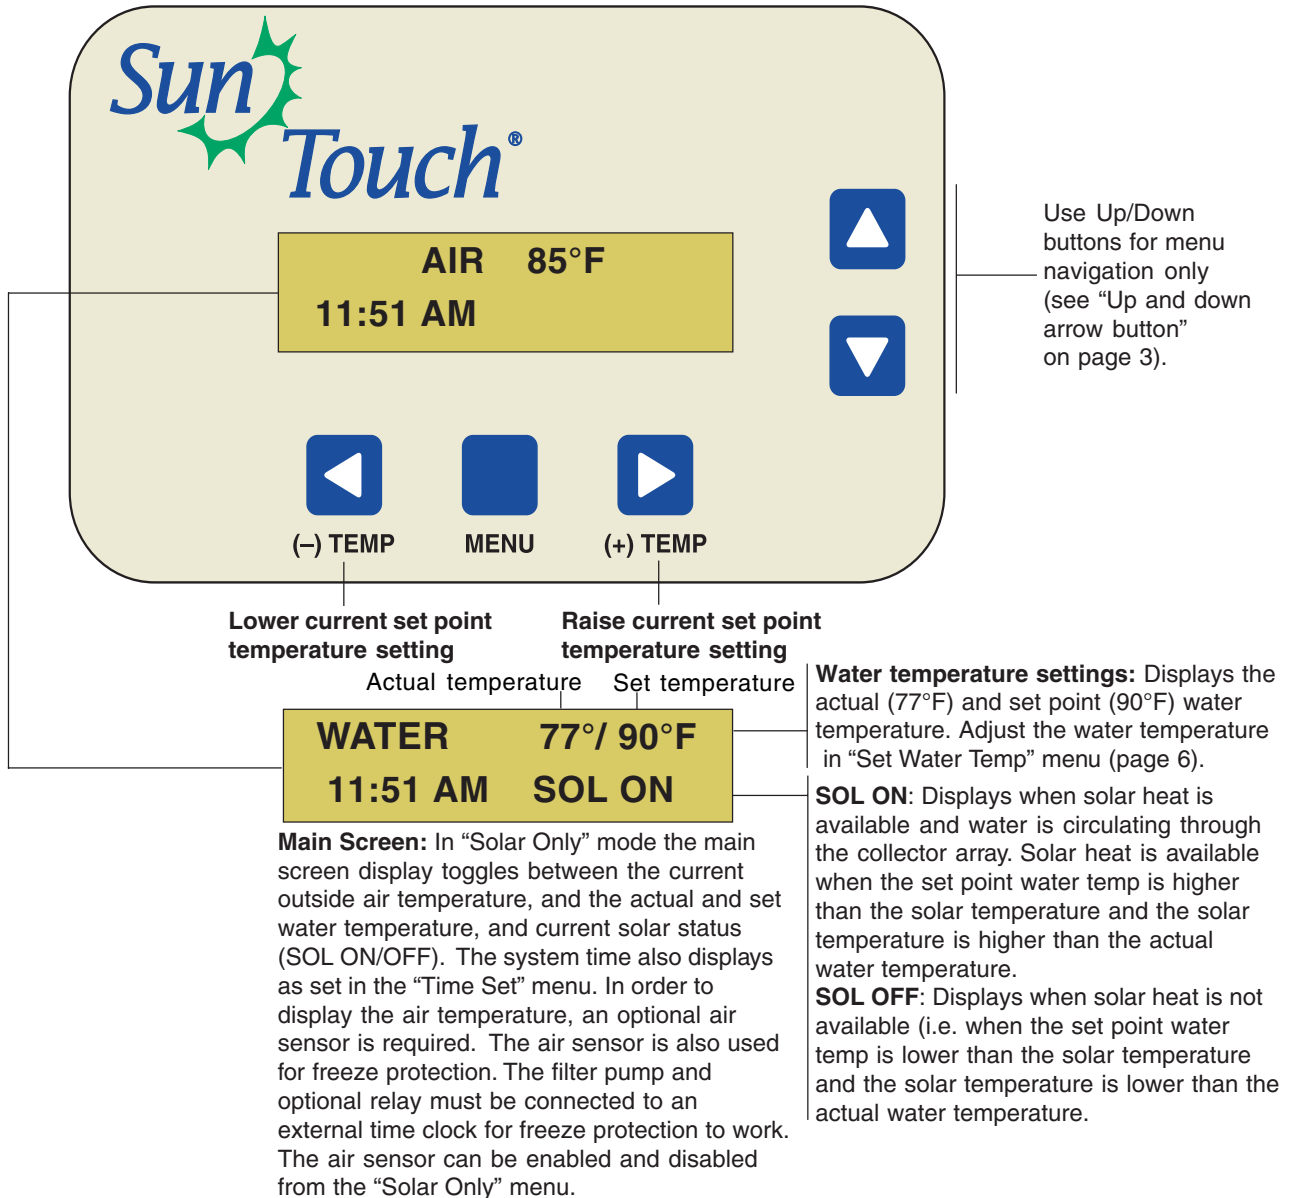 Sun
Touch®
AIR 85°F
11:51 AM
Use Up/Down
buttons for menu
navigation only
(see “Up and down
arrow button”
on page 3).
(–) TEMP
MENU
(+) TEMP
Lower current set point
temperature setting
Raise current set point
temperature setting
Actual temperature
Set temperature
WATER 77°/ 90°F
11:51 AM SOL ON
Water temperature settings: Displays the
actual (77°F) and set point (90°F) water
temperature. Adjust the water temperature
in “Set Water Temp” menu (page 6).
SOL ON: Displays when solar heat is
available and water is circulating through
the collector array. Solar heat is available
when the set point water temp is higher
than the solar temperature and the solar
temperature is higher than the actual
water temperature.
SOL OFF: Displays when solar heat is not
available (i.e. when the set point water
temp is lower than the solar temperature
and the solar temperature is lower than the
actual water temperature.
Main Screen: In “Solar Only” mode the main
screen display toggles between the current
outside air temperature, and the actual and set
water temperature, and current solar status
(SOL ON/OFF). The system time also displays
as set in the “Time Set” menu. In order to
display the air temperature, an optional air
sensor is required. The air sensor is also used
for freeze protection. The filter pump and
optional relay must be connected to an
external time clock for freeze protection to work.
The air sensor can be enabled and disabled
from the “Solar Only” menu.